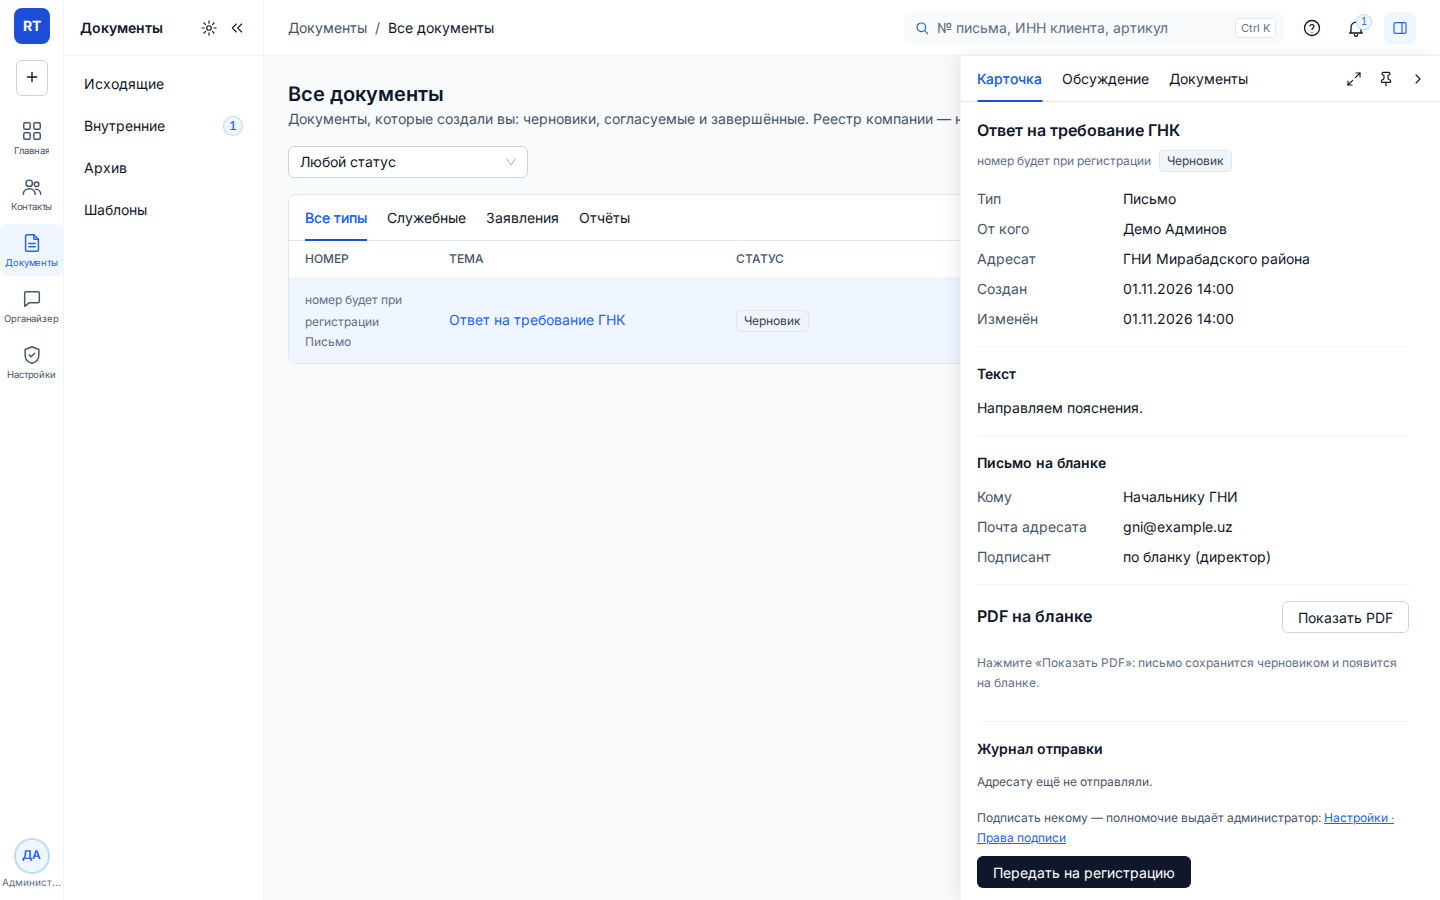 RT
Документы
Документы / Все документы
№ письма, ИНН клиента, артикул
Ctrl K
1
Главная
Контакты
Документы
Органайзер
Настройки
ДА
Админист...
Исходящие
Внутренние
1
Архив
Шаблоны
Все документы
Документы, которые создали вы: черновики, согласуемые и завершённые. Реестр компании —
Любой статус
Все типы
Служебные
Заявления
Отчёты
НОМЕР
ТЕМА
СТАТУС
номер будет при
регистрации
Письмо
Ответ на требование ГНК
Черновик
Карточка
Обсуждение
Документы
Ответ на требование ГНК
номер будет при регистрации
Черновик
Тип
Письмо
От кого
Демо Админов
Адресат
ГНИ Мирабадского района
Создан
01.11.2026 14:00
Изменён
01.11.2026 14:00
Текст
Направляем пояснения.
Письмо на бланке
Кому
Начальнику ГНИ
Почта адресата
gni@example.uz
Подписант
по бланку (директор)
PDF на бланке
Показать PDF
Нажмите «Показать PDF»: письмо сохранится черновиком и появится
на бланке.
Журнал отправки
Адресату ещё не отправляли.
Подписать некому — полномочие выдаёт администратор: Настройки ·
Права подписи
Передать на регистрацию